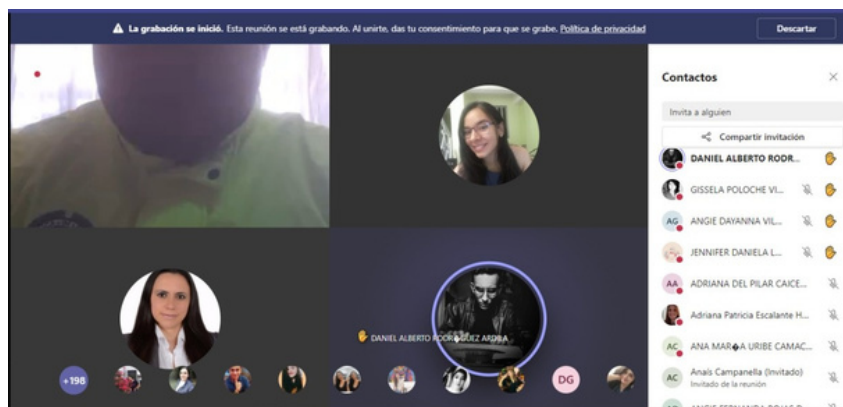 La grabación se inició. Esta reunión se está grabando. Al unirte, das tu consentimiento para que se grabe. Política de privacidad
Descartar
Contactos
Invita a alguien
Compartir invitación
DANIEL ALBERTO RODR...
GISSELA POLOCHE VI...
AG ANGIE DAYANNA VIL...
JENNIFER DANIELA L...
AA ADRIANA DEL PILAR CAICE...
Adriana Patricia Escalante H...
AC ANA MAR�A URIBE CAMAC...
AC Anaís Campanella (Invitado)
Invitado de la reunión
DANIEL ALBERTO RODR�GUEZ ARDILA
+198
DG